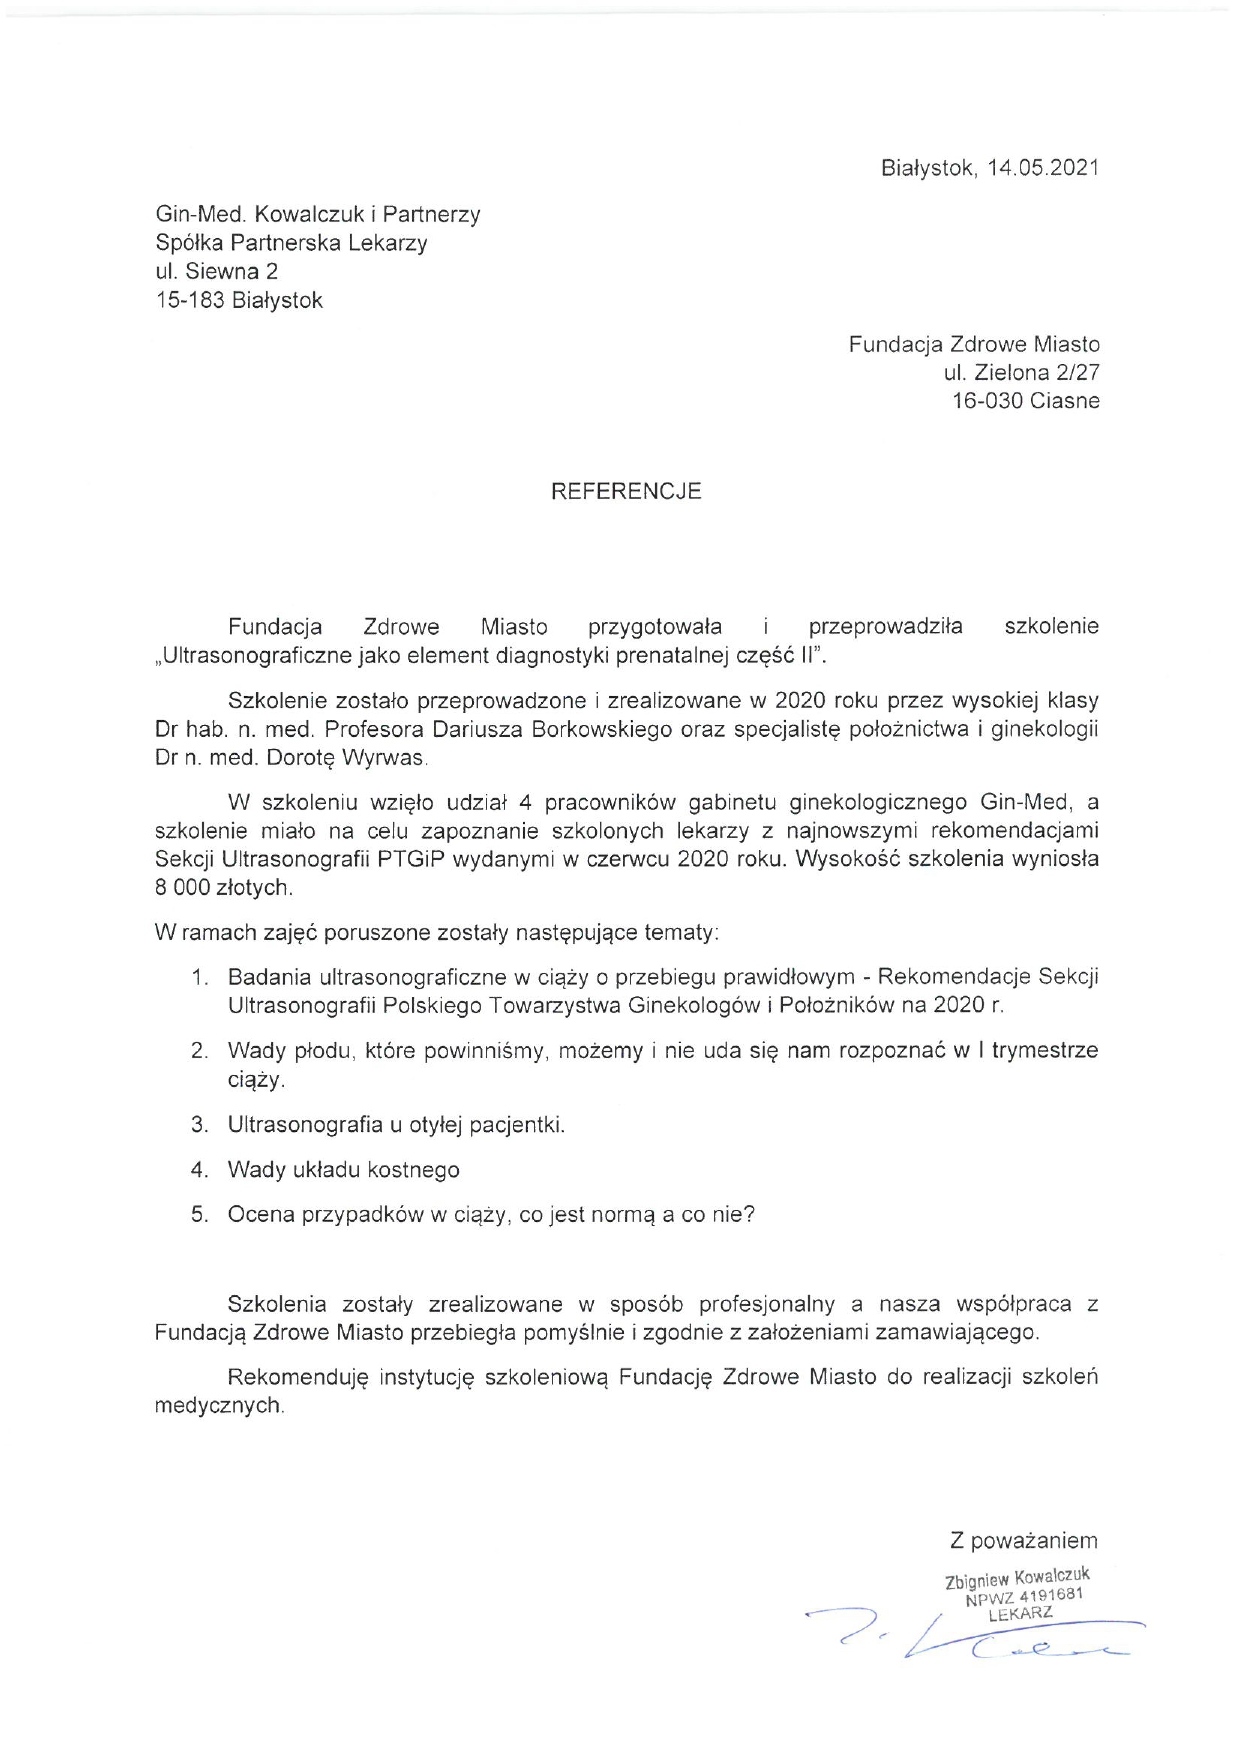 Białystok, 14.05.2021
Gin-Med. Kowalczuk i Partnerzy
Spółka Partnerska Lekarzy
ul. Siewna 2
15-183 Białystok
Fundacja Zdrowe Miasto
ul. Zielona 2/27
16-030 Ciasne
REFERENCJE
Fundacja Zdrowe Miasto przygotowała i przeprowadziła szkolenie
„Ultrasonograficzne jako element diagnostyki prenatalnej część II”.
Szkolenie zostało przeprowadzone i zrealizowane w 2020 roku przez wysokiej klasy
Dr hab. n. med. Profesora Dariusza Borkowskiego oraz specjalistę położnictwa i ginekologii
Dr n. med. Dorotę Wyrwas.
W szkoleniu wzięło udział 4 pracowników gabinetu ginekologicznego Gin-Med, a
szkolenie miało na celu zapoznanie szkolonych lekarzy z najnowszymi rekomendacjami
Sekcji Ultrasonografii PTGiP wydanymi w czerwcu 2020 roku. Wysokość szkolenia wyniosła
8 000 złotych.
W ramach zajęć poruszone zostały następujące tematy:
1. Badania ultrasonograficzne w ciąży o przebiegu prawidłowym - Rekomendacje Sekcji
Ultrasonografii Polskiego Towarzystwa Ginekologów i Położników na 2020 r.
2. Wady płodu, które powinniśmy, możemy i nie uda się nam rozpoznać w I trymestrze
ciąży.
3. Ultrasonografia u otyłej pacjentki.
4. Wady układu kostnego
5. Ocena przypadków w ciąży, co jest normą a co nie?
Szkolenia zostały zrealizowane w sposób profesjonalny a nasza współpraca z
Fundacją Zdrowe Miasto przebiegła pomyślnie i zgodnie z założeniami zamawiającego.
Rekomenduję instytucję szkoleniową Fundację Zdrowe Miasto do realizacji szkoleń
medycznych.
Z poważaniem
Zbigniew Kowalczuk
NPWZ 4191681
LEKARZ